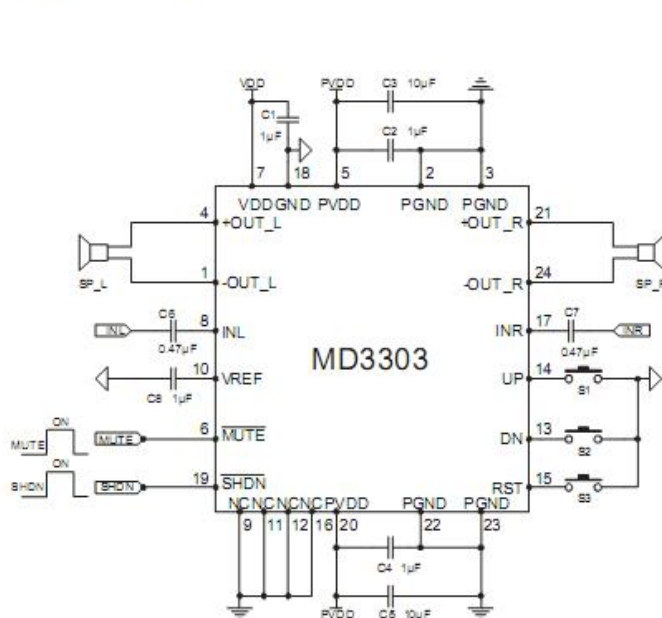 VDD PVDD C3 10μF
C1 1μF C2 1μF
7 18 5 2 3
VDD GND PVDD PGND PGND
4 +OUT_L +OUT_R 21
SP_L 1 -OUT_L -OUT_R 24
C6 C7
INL 8 INL INR 17 INR
0.47μF 0.47μF
MD3303
10 VREF UP 14
C8 1μF S1
ON
MUTE MUTE 6 MUTE DN 13
S2
ON
SHDN SHDN 19 SHDN RST 15
S3
NC NC NC NC PVDD PGND PGND
9 11 12 16 20 22 23
C4 1μF
PVDD C5 10μF